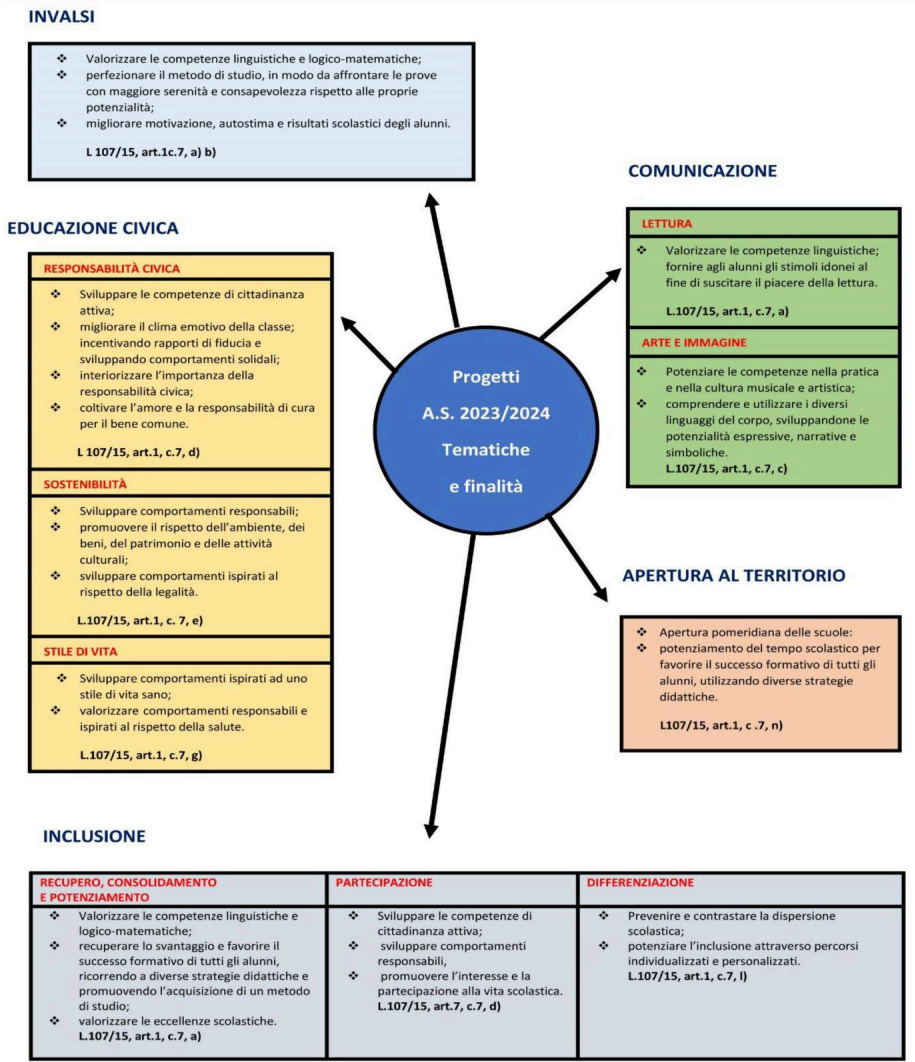 INVALSI
❖ Valorizzare le competenze linguistiche e logico-matematiche;
❖ perfezionare il metodo di studio, in modo da affrontare le prove
con maggiore serenità e consapevolezza rispetto alle proprie
potenzialità;
❖ migliorare motivazione, autostima e risultati scolastici degli alunni.
L 107/15, art.1c.7, a) b)
COMUNICAZIONE
LETTURA
❖ Valorizzare le competenze linguistiche;
fornire agli alunni gli stimoli idonei al
fine di suscitare il piacere della lettura.
L.107/15, art.1, c.7, a)
ARTE E IMMAGINE
❖ Potenziare le competenze nella pratica
e nella cultura musicale e artistica;
❖ comprendere e utilizzare i diversi
linguaggi del corpo, sviluppandone le
potenzialità espressive, narrative e
simboliche.
L.107/15, art.1, c.7, c)
EDUCAZIONE CIVICA
RESPONSABILITÀ CIVICA
❖ Sviluppare le competenze di cittadinanza
attiva;
❖ migliorare il clima emotivo della classe;
incentivando rapporti di fiducia e
sviluppando comportamenti solidali;
❖ interiorizzare l'importanza della
responsabilità civica;
❖ coltivare l'amore e la responsabilità di cura
per il bene comune.
L 107/15, art.1, c.7, d)
SOSTENIBILITÀ
❖ Sviluppare comportamenti responsabili;
❖ promuovere il rispetto dell'ambiente, dei
beni, del patrimonio e delle attività
culturali;
❖ sviluppare comportamenti ispirati al
rispetto della legalità.
L.107/15, art.1, c. 7, e)
STILE DI VITA
❖ Sviluppare comportamenti ispirati ad uno
stile di vita sano;
❖ valorizzare comportamenti responsabili e
ispirati al rispetto della salute.
L.107/15, art.1, c.7, g)
Progetti
A.S. 2023/2024
Tematiche
e finalità
APERTURA AL TERRITORIO
❖ Apertura pomeridiana delle scuole:
❖ potenziamento del tempo scolastico per
favorire il successo formativo di tutti gli
alunni, utilizzando diverse strategie
didattiche.
L107/15, art.1, c .7, n)
INCLUSIONE
RECUPERO, CONSOLIDAMENTO
E POTENZIAMENTO
❖ Valorizzare le competenze linguistiche e
logico-matematiche;
❖ recuperare lo svantaggio e favorire il
successo formativo di tutti gli alunni,
ricorrendo a diverse strategie didattiche e
promovendo l'acquisizione di un metodo
di studio;
❖ valorizzare le eccellenze scolastiche.
L.107/15, art.1, c.7, a)
PARTECIPAZIONE
❖ Sviluppare le competenze di
cittadinanza attiva;
❖ sviluppare comportamenti
responsabili,
❖ promuovere l'interesse e la
partecipazione alla vita scolastica.
L.107/15, art.7, c.7, d)
DIFFERENZIAZIONE
❖ Prevenire e contrastare la dispersione
scolastica;
❖ potenziare l'inclusione attraverso percorsi
individualizzati e personalizzati.
L.107/15, art.1, c.7, l)